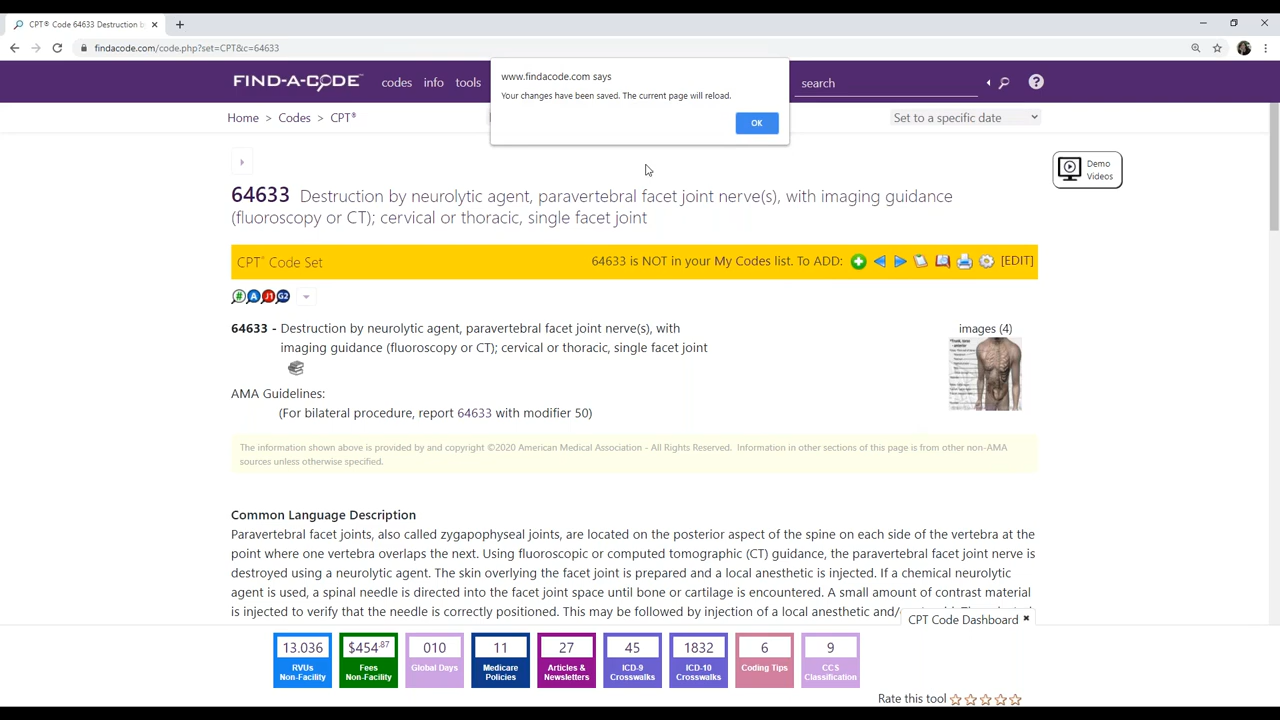 CPT® Code 64633 Destruction b
findacode.com/code.php?set=CPT&c=64633
FIND-A-CODE
codes info tools
search
www.findacode.com says
Your changes have been saved. The current page will reload.
OK
Home > Codes > CPT®
Set to a specific date
Demo
Videos
64633 Destruction by neurolytic agent, paravertebral facet joint nerve(s), with imaging guidance
(fluoroscopy or CT); cervical or thoracic, single facet joint
CPT® Code Set
64633 is NOT in your My Codes list. To ADD: [EDIT]
# A J1 G2
64633 - Destruction by neurolytic agent, paravertebral facet joint nerve(s), with
imaging guidance (fluoroscopy or CT); cervical or thoracic, single facet joint
images (4)
AMA Guidelines:
(For bilateral procedure, report 64633 with modifier 50)
The information shown above is provided by and copyright ©2020 American Medical Association - All Rights Reserved. Information in other sections of this page is from other non-AMA
sources unless otherwise specified.
Common Language Description
Paravertebral facet joints, also called zygapophyseal joints, are located on the posterior aspect of the spine on each side of the vertebra at the
point where one vertebra overlaps the next. Using fluoroscopic or computed tomographic (CT) guidance, the paravertebral facet joint nerve is
destroyed using a neurolytic agent. The skin overlying the facet joint is prepared and a local anesthetic is injected. If a chemical neurolytic
agent is used, a spinal needle is directed into the facet joint space until bone or cartilage is encountered. A small amount of contrast material
is injected to verify that the needle is correctly positioned. This may be followed by injection of a local anesthetic and/
CPT Code Dashboard
13.036 $454.87 010 11 27 45 1832 6 9
RVUs Fees Global Days Medicare Articles & ICD-9 ICD-10 Coding Tips CCS
Non-Facility Non-Facility Policies Newsletters Crosswalks Crosswalks Classification
Rate this tool